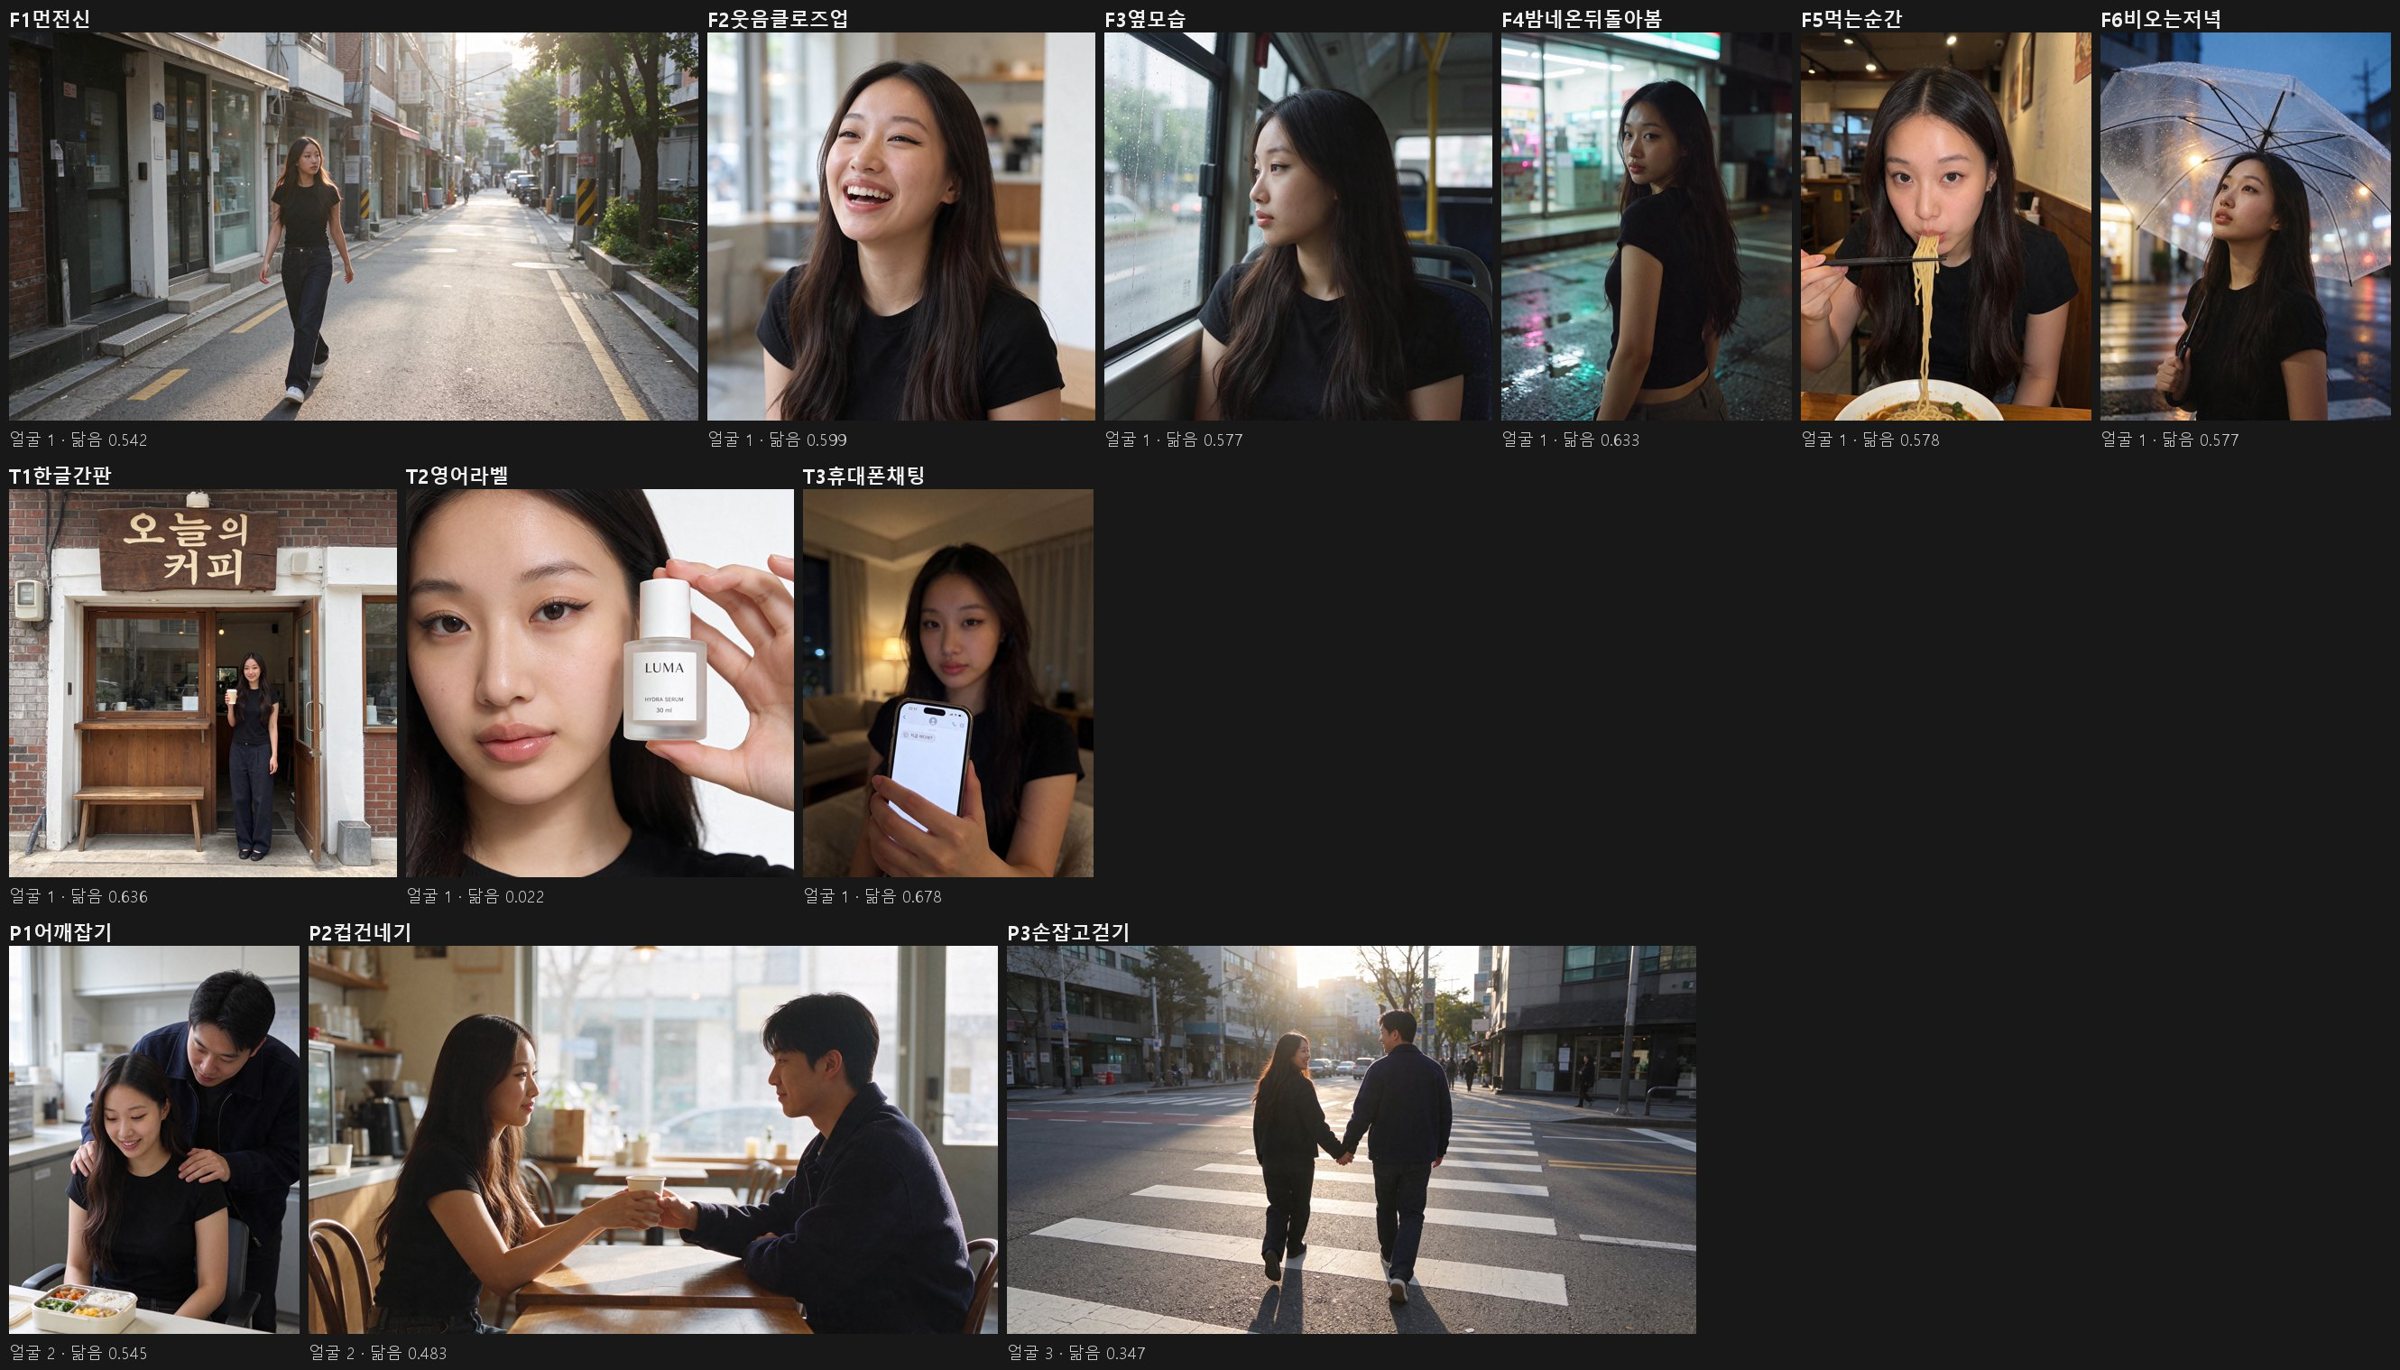 F1먼전신
F2웃음클로즈업
F3옆모습
F4밤네온뒤돌아봄
F5먹는순간
F6비오는저녁
얼굴 1 · 닮음 0.542
얼굴 1 · 닮음 0.599
얼굴 1 · 닮음 0.577
얼굴 1 · 닮음 0.633
얼굴 1 · 닮음 0.578
얼굴 1 · 닮음 0.577
T1한글간판
T2영어라벨
T3휴대폰채팅
오늘의
커피
LUMA
HYDRA SERUM
30 ml
얼굴 1 · 닮음 0.636
얼굴 1 · 닮음 0.022
얼굴 1 · 닮음 0.678
P1어깨잡기
P2컵건네기
P3손잡고걷기
얼굴 2 · 닮음 0.545
얼굴 2 · 닮음 0.483
얼굴 3 · 닮음 0.347